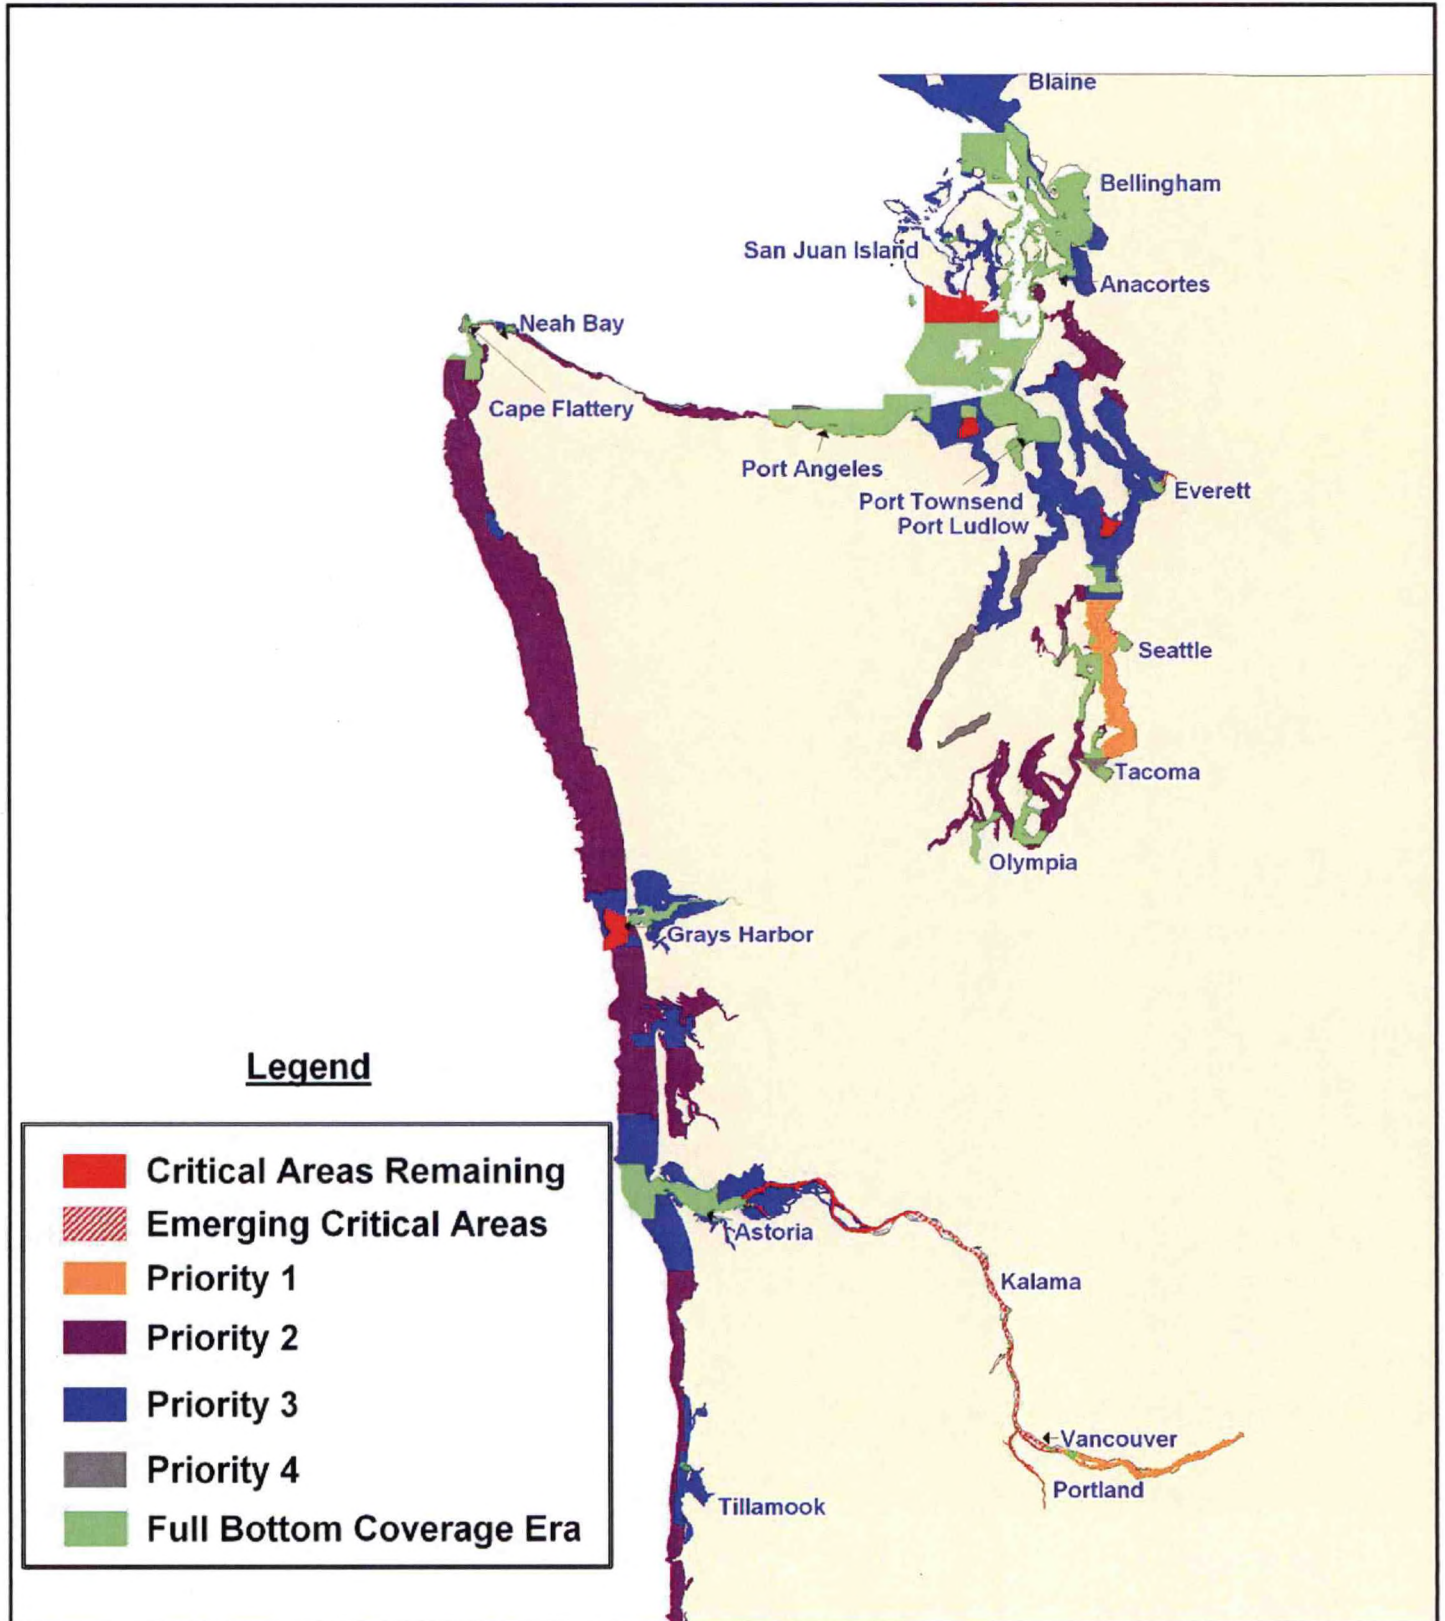 Blaine
Bellingham
San Juan Island
Anacortes
Neah Bay
Cape Flattery
Port Angeles
Port Townsend
Everett
Port Ludlow
Seattle
Tacoma
Olympia
Grays Harbor
Astoria
Kalama
Vancouver
Portland
Tillamook
Legend
Critical Areas Remaining
Emerging Critical Areas
Priority 1
Priority 2
Priority 3
Priority 4
Full Bottom Coverage Era